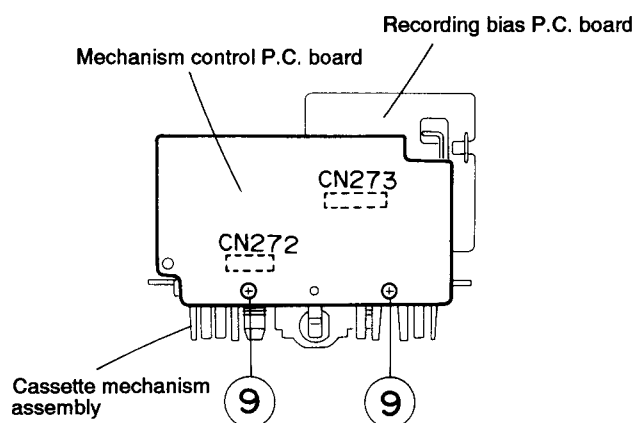 Recording bias P.C. board
Mechanism control P.C. board
CN273
CN272
Cassette mechanism
assembly
9
9